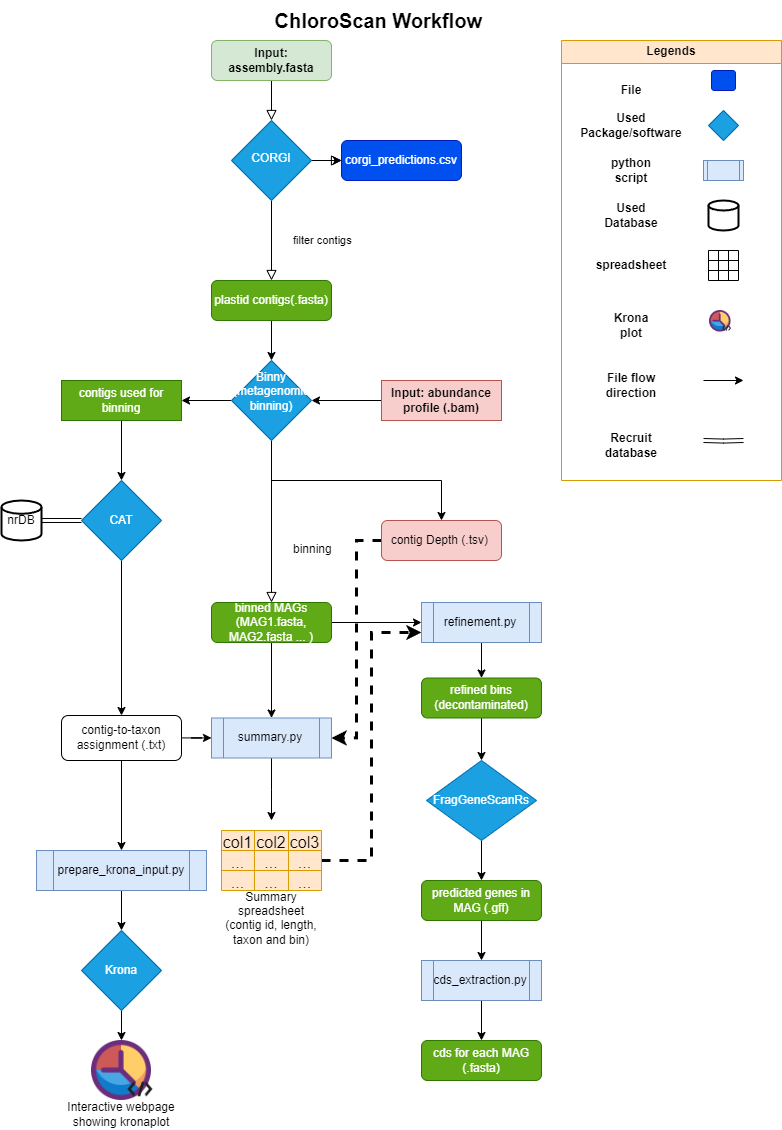 ChloroScan Workflow
Input:
assembly.fasta
CORGI
corgi_predictions.csv
filter contigs
plastid contigs(.fasta)
Binny
(metagenomic
binning)
contigs used for
binning
Input: abundance
profile (.bam)
nrDB
CAT
contig Depth (.tsv)
binning
binned MAGs
(MAG1.fasta,
MAG2.fasta ... )
refinement.py
refined bins
(decontaminated)
contig-to-taxon
assignment (.txt)
summary.py
FragGeneScanRs
col1 col2 col3
... ... ...
... ... ...
Summary
spreadsheet
(contig id, length,
taxon and bin)
prepare_krona_input.py
predicted genes in
MAG (.gff)
Krona
cds_extraction.py
cds for each MAG
(.fasta)
</>
Interactive webpage
showing kronaplot
Legends
File
Used
Package/software
python
script
Used
Database
spreadsheet
Krona
plot
</>
File flow
direction
Recruit
database